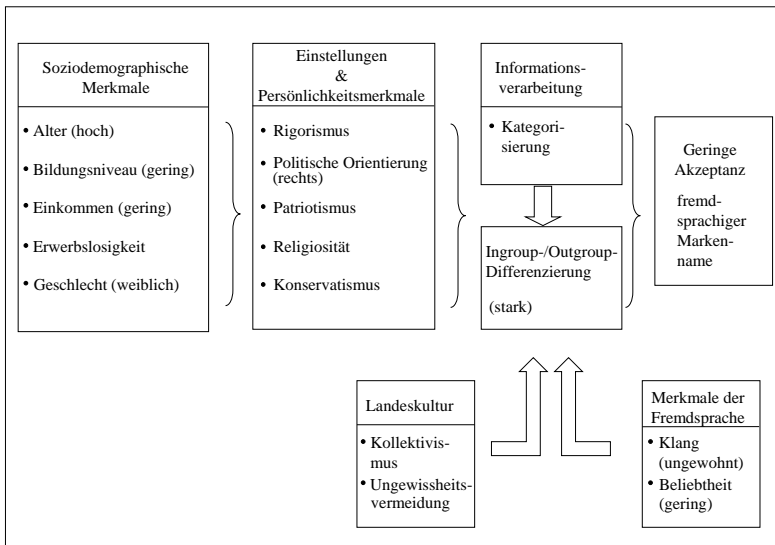 Soziodemographische
Merkmale
• Alter (hoch)
• Bildungsniveau (gering)
• Einkommen (gering)
• Erwerbslosigkeit
• Geschlecht (weiblich)
Einstellungen
&
Persönlichkeitsmerkmale
• Rigorismus
• Politische Orientierung
(rechts)
• Patriotismus
• Religiosität
• Konservatismus
Informations-
verarbeitung
• Kategori-
sierung
Ingroup-/Outgroup-
Differenzierung
(stark)
Geringe
Akzeptanz
fremd-
sprachiger
Marken-
name
Landeskultur
• Kollektivis-
mus
• Ungewissheits-
vermeidung
Merkmale der
Fremdsprache
• Klang
(ungewohnt)
• Beliebtheit
(gering)